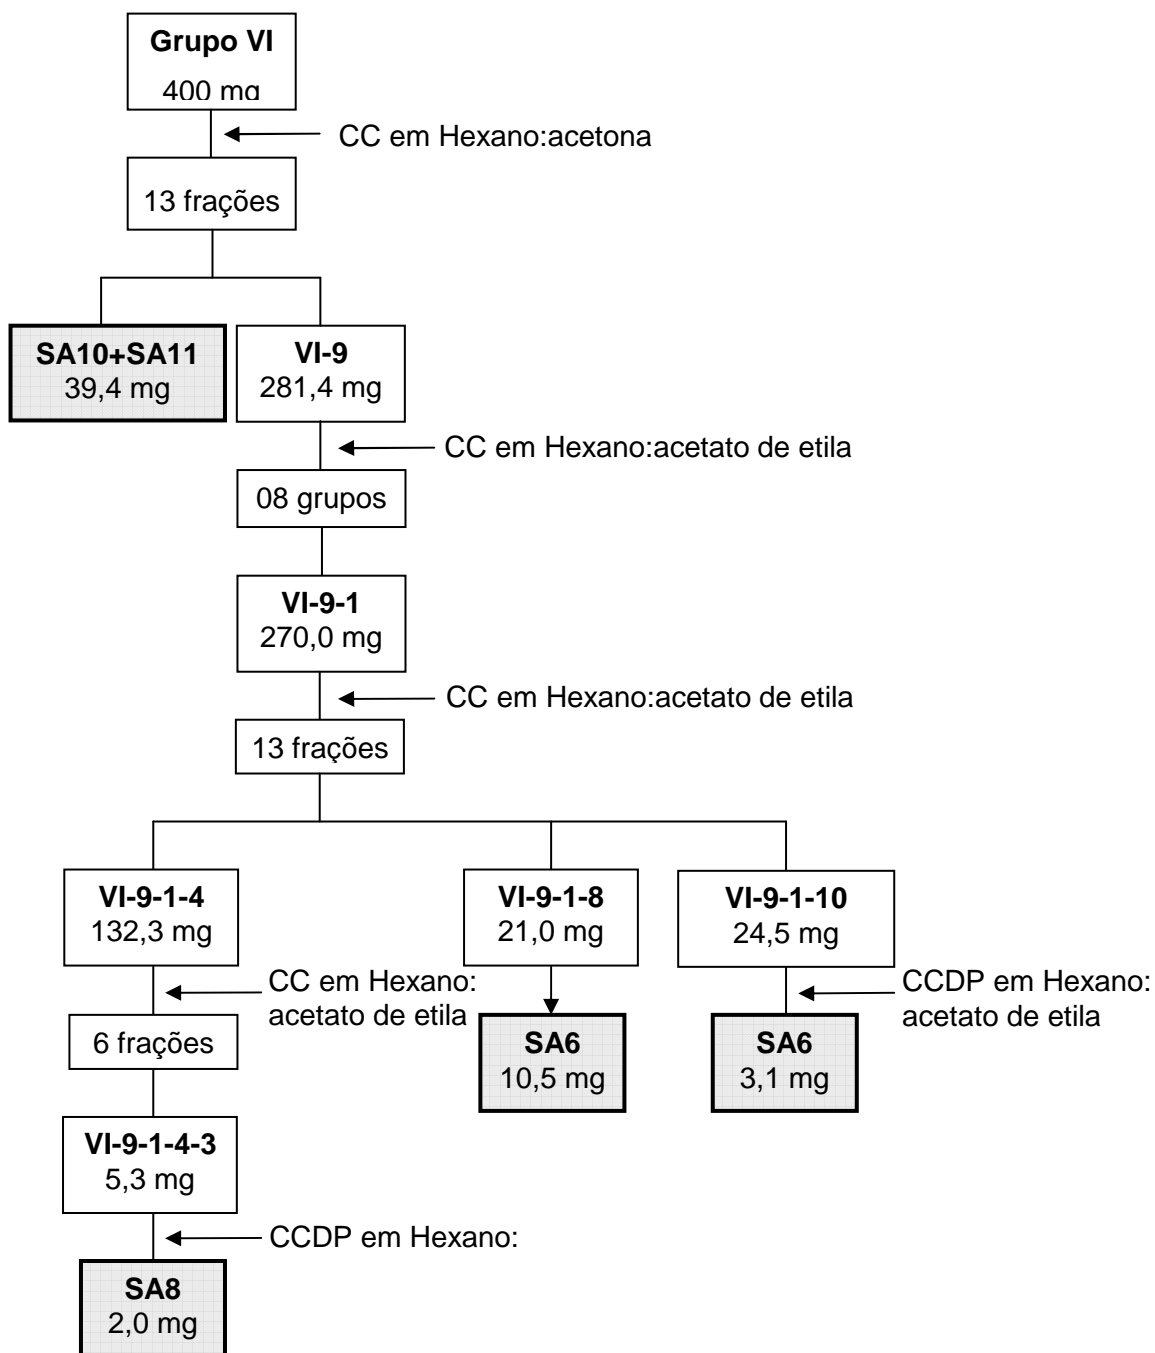 Grupo VI
400 mg
CC em Hexano:acetona
13 frações
SA10+SA11
39,4 mg
VI-9
281,4 mg
CC em Hexano:acetato de etila
08 grupos
VI-9-1
270,0 mg
CC em Hexano:acetato de etila
13 frações
VI-9-1-4
132,3 mg
VI-9-1-8
21,0 mg
VI-9-1-10
24,5 mg
CC em Hexano:
acetato de etila
CCDP em Hexano:
acetato de etila
6 frações
SA6
10,5 mg
SA6
3,1 mg
VI-9-1-4-3
5,3 mg
CCDP em Hexano:
SA8
2,0 mg